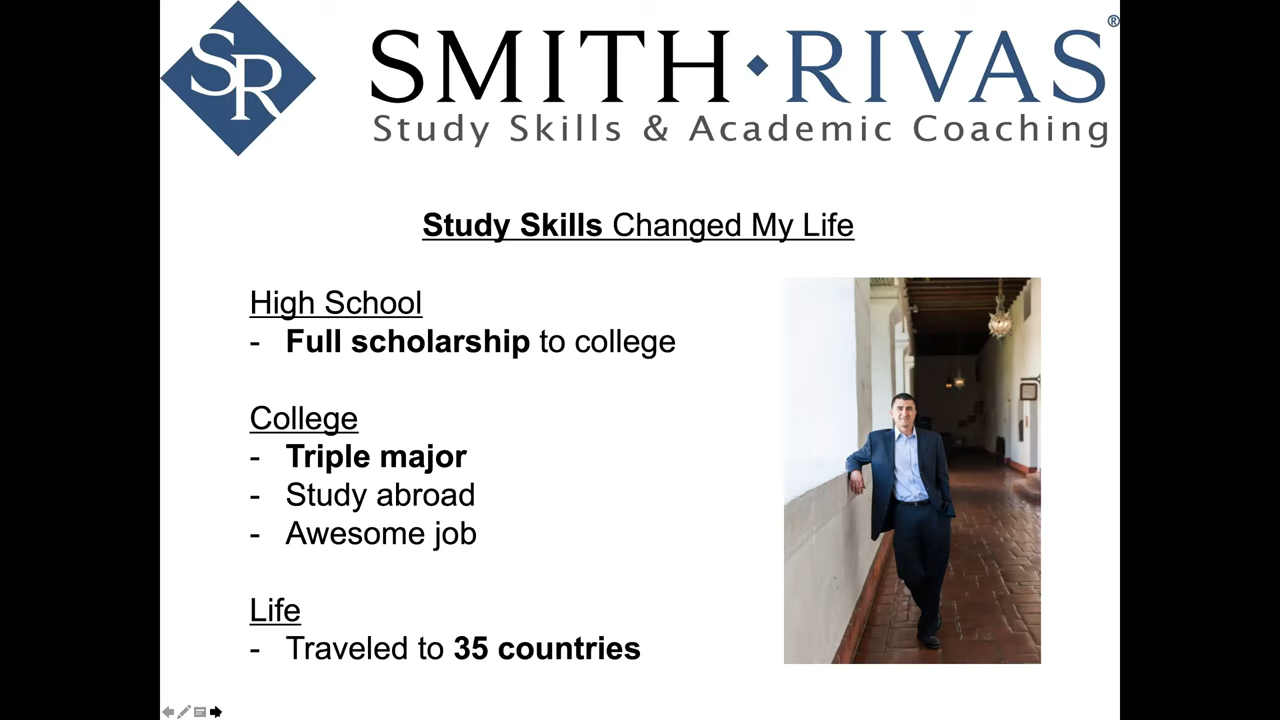 SR
SMITH◆RIVAS®
Study Skills & Academic Coaching
Study Skills Changed My Life
High School
- Full scholarship to college
College
- Triple major
- Study abroad
- Awesome job
Life
- Traveled to 35 countries